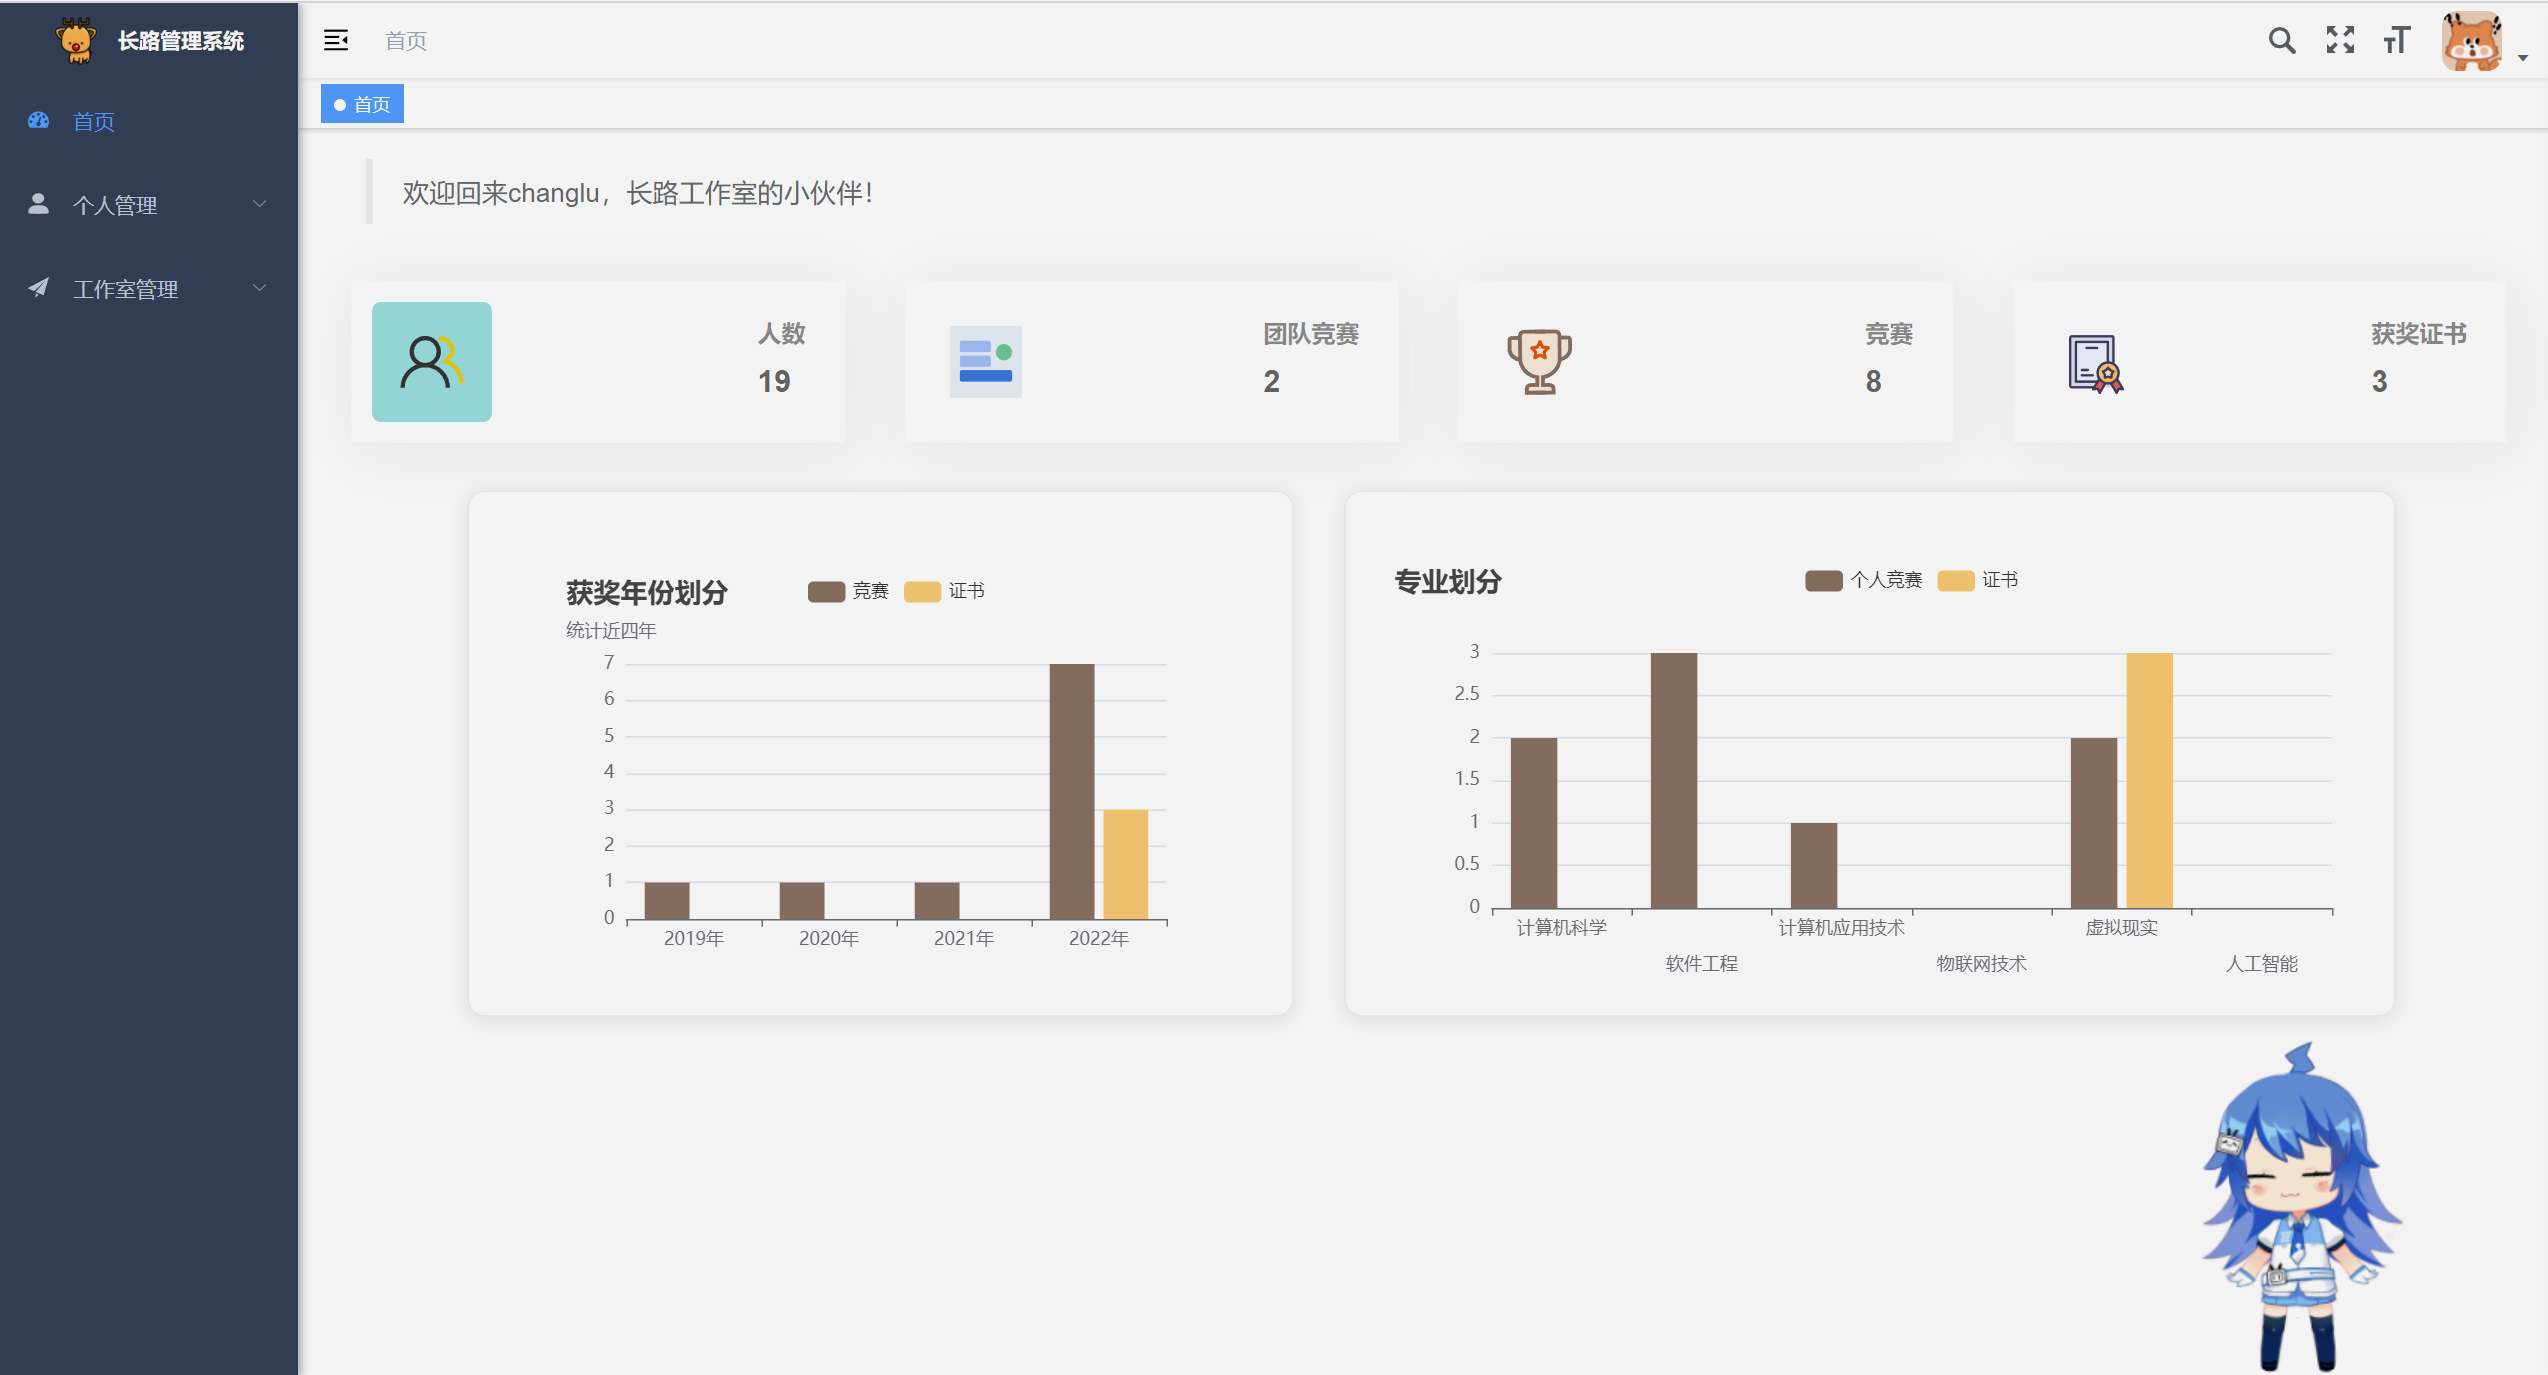 长路管理系统
首页
首页
首页
个人管理
工作室管理
欢迎回来changlu，长路工作室的小伙伴！
人数
19
团队竞赛
2
竞赛
8
获奖证书
3
获奖年份划分
竞赛 证书
统计近四年
7
6
5
4
3
2
1
0
2019年 2020年 2021年 2022年
专业划分
个人竞赛 证书
3
2.5
2
1.5
1
0.5
0
计算机科学 计算机应用技术 虚拟现实
软件工程 物联网技术 人工智能